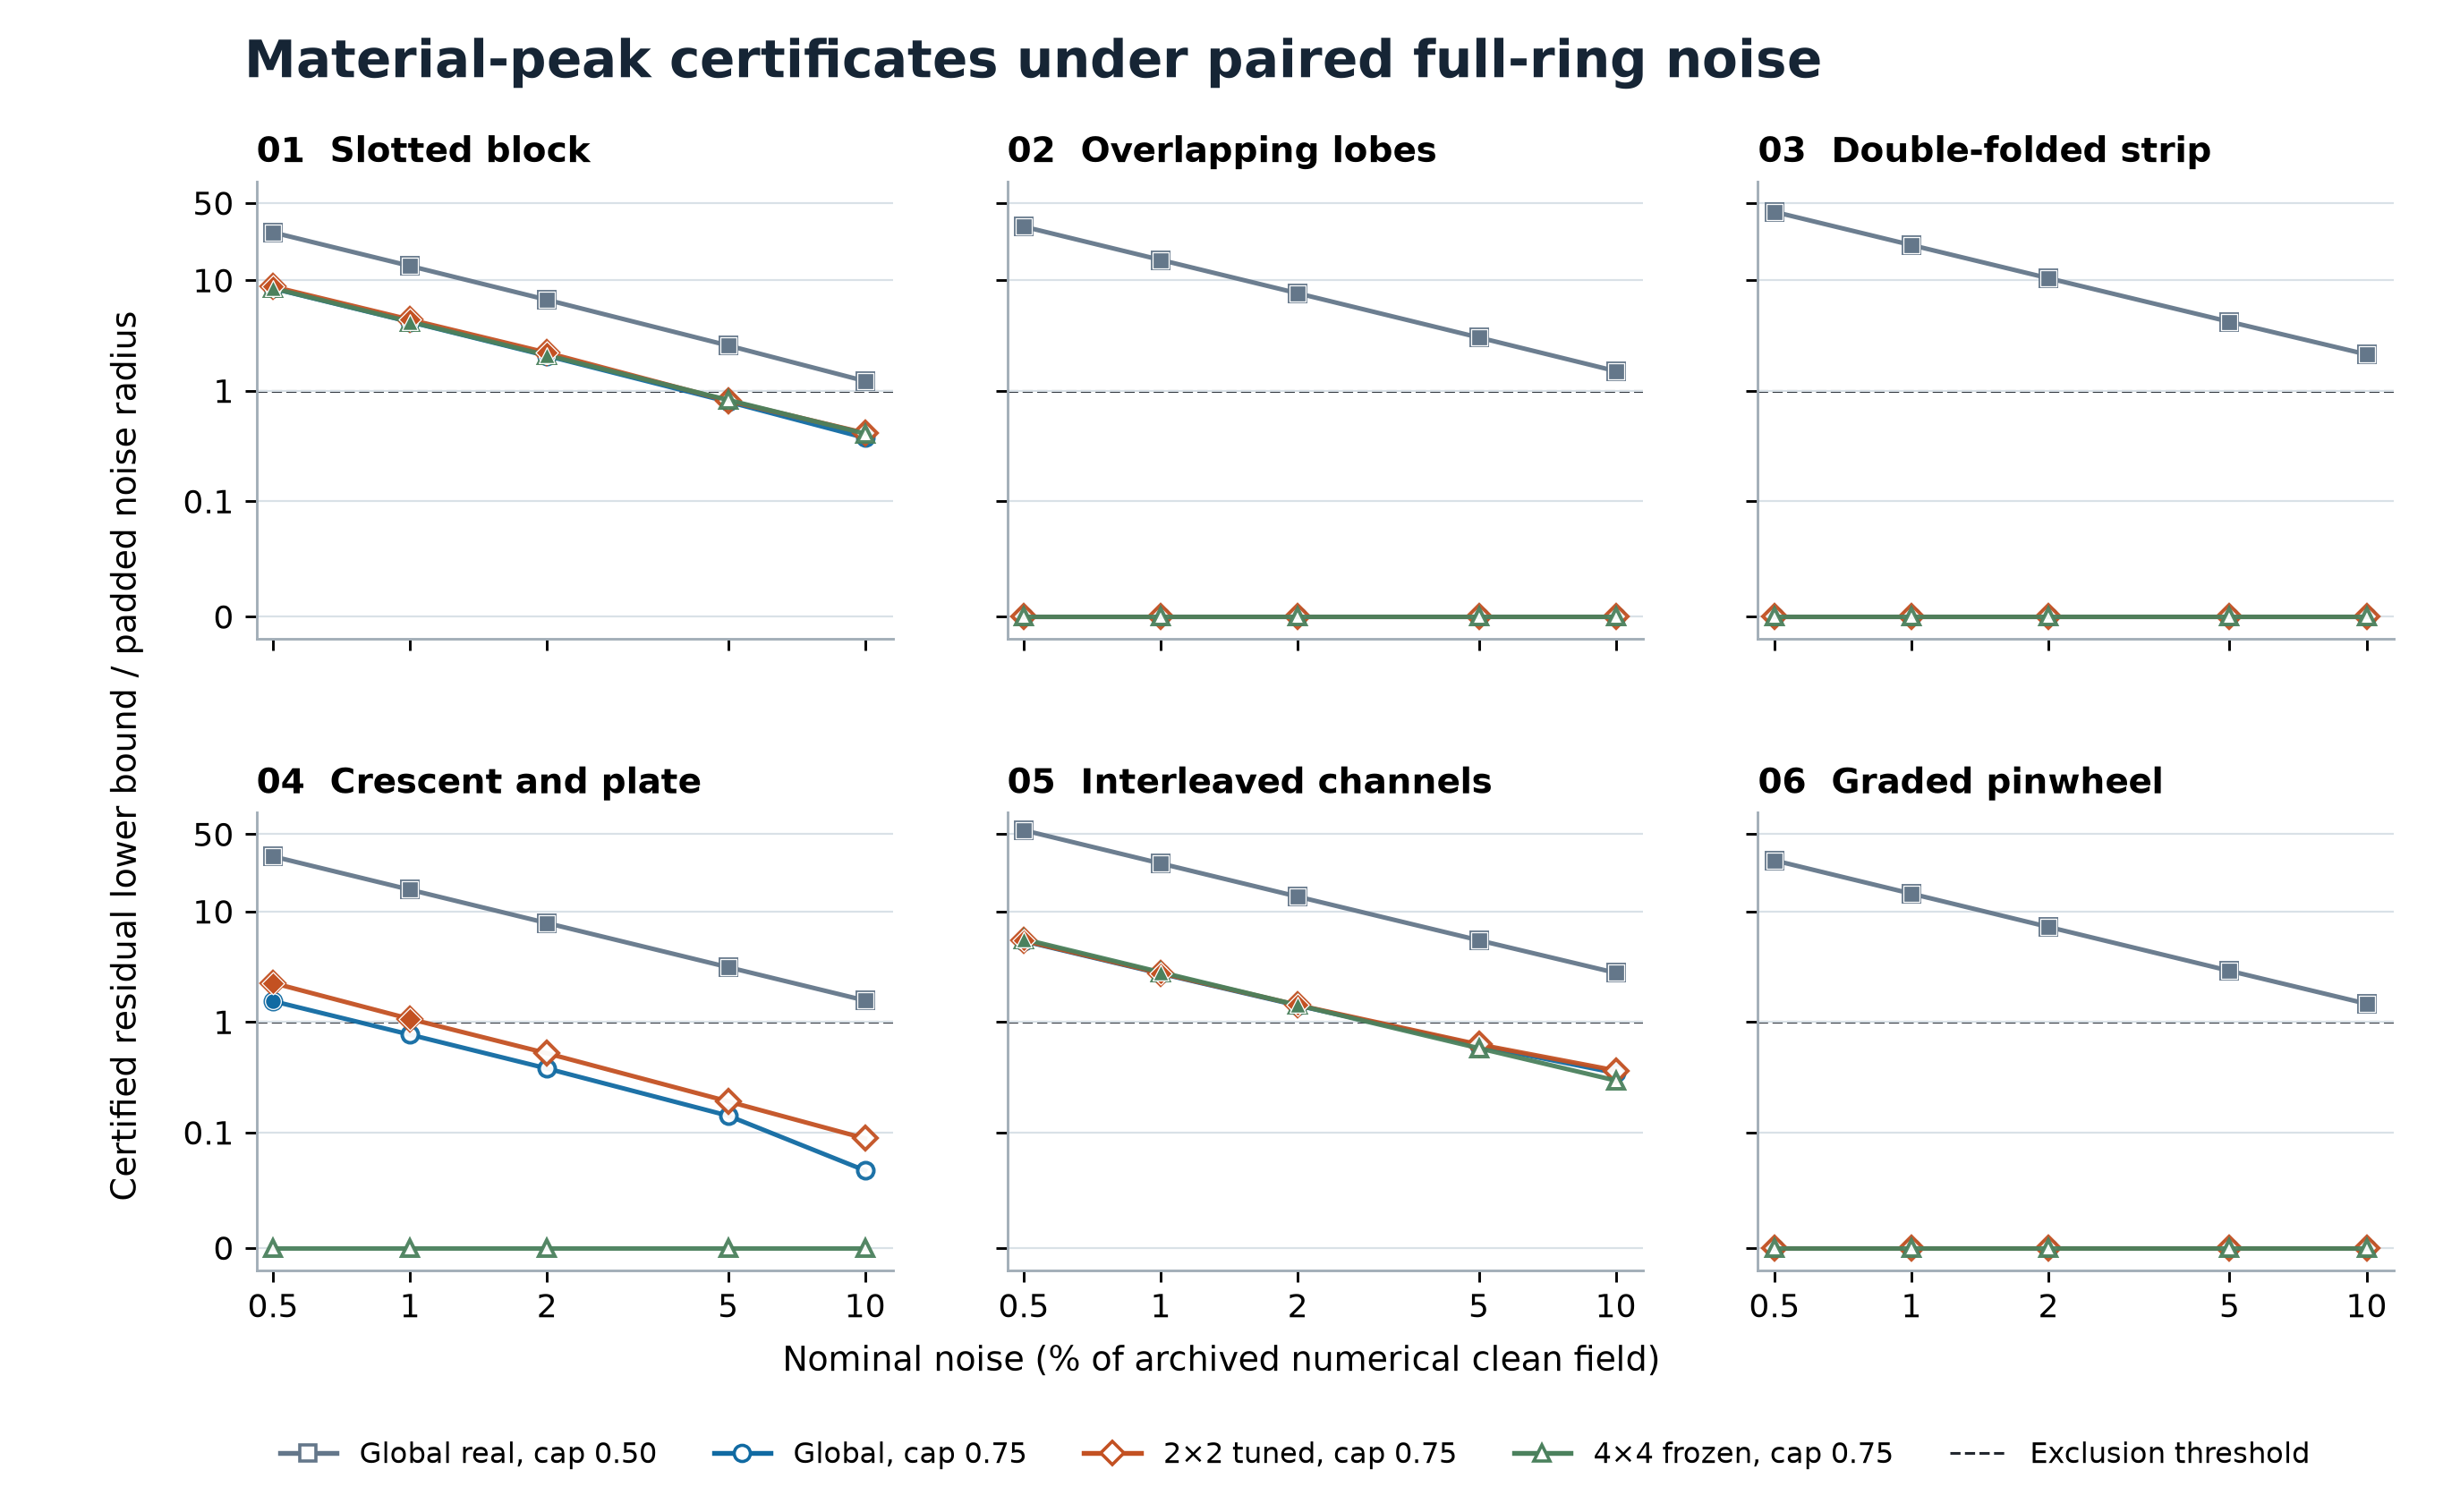 Material-peak certificates under paired full-ring noise
01 Slotted block
02 Overlapping lobes
03 Double-folded strip
50
10
1
0.1
0
Certified residual lower bound / padded noise radius
04 Crescent and plate
05 Interleaved channels
06 Graded pinwheel
50
10
1
0.1
0
0.5 1 2 5 10
0.5 1 2 5 10
0.5 1 2 5 10
Nominal noise (% of archived numerical clean field)
Global real, cap 0.50
Global, cap 0.75
2×2 tuned, cap 0.75
4×4 frozen, cap 0.75
Exclusion threshold